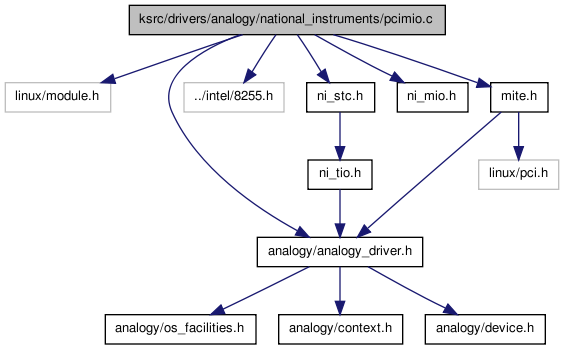 ksrc/drivers/analogy/national_instruments/pcimio.c
linux/module.h
../intel/8255.h
ni_stc.h
ni_mio.h
mite.h
ni_tio.h
linux/pci.h
analogy/analogy_driver.h
analogy/os_facilities.h
analogy/context.h
analogy/device.h